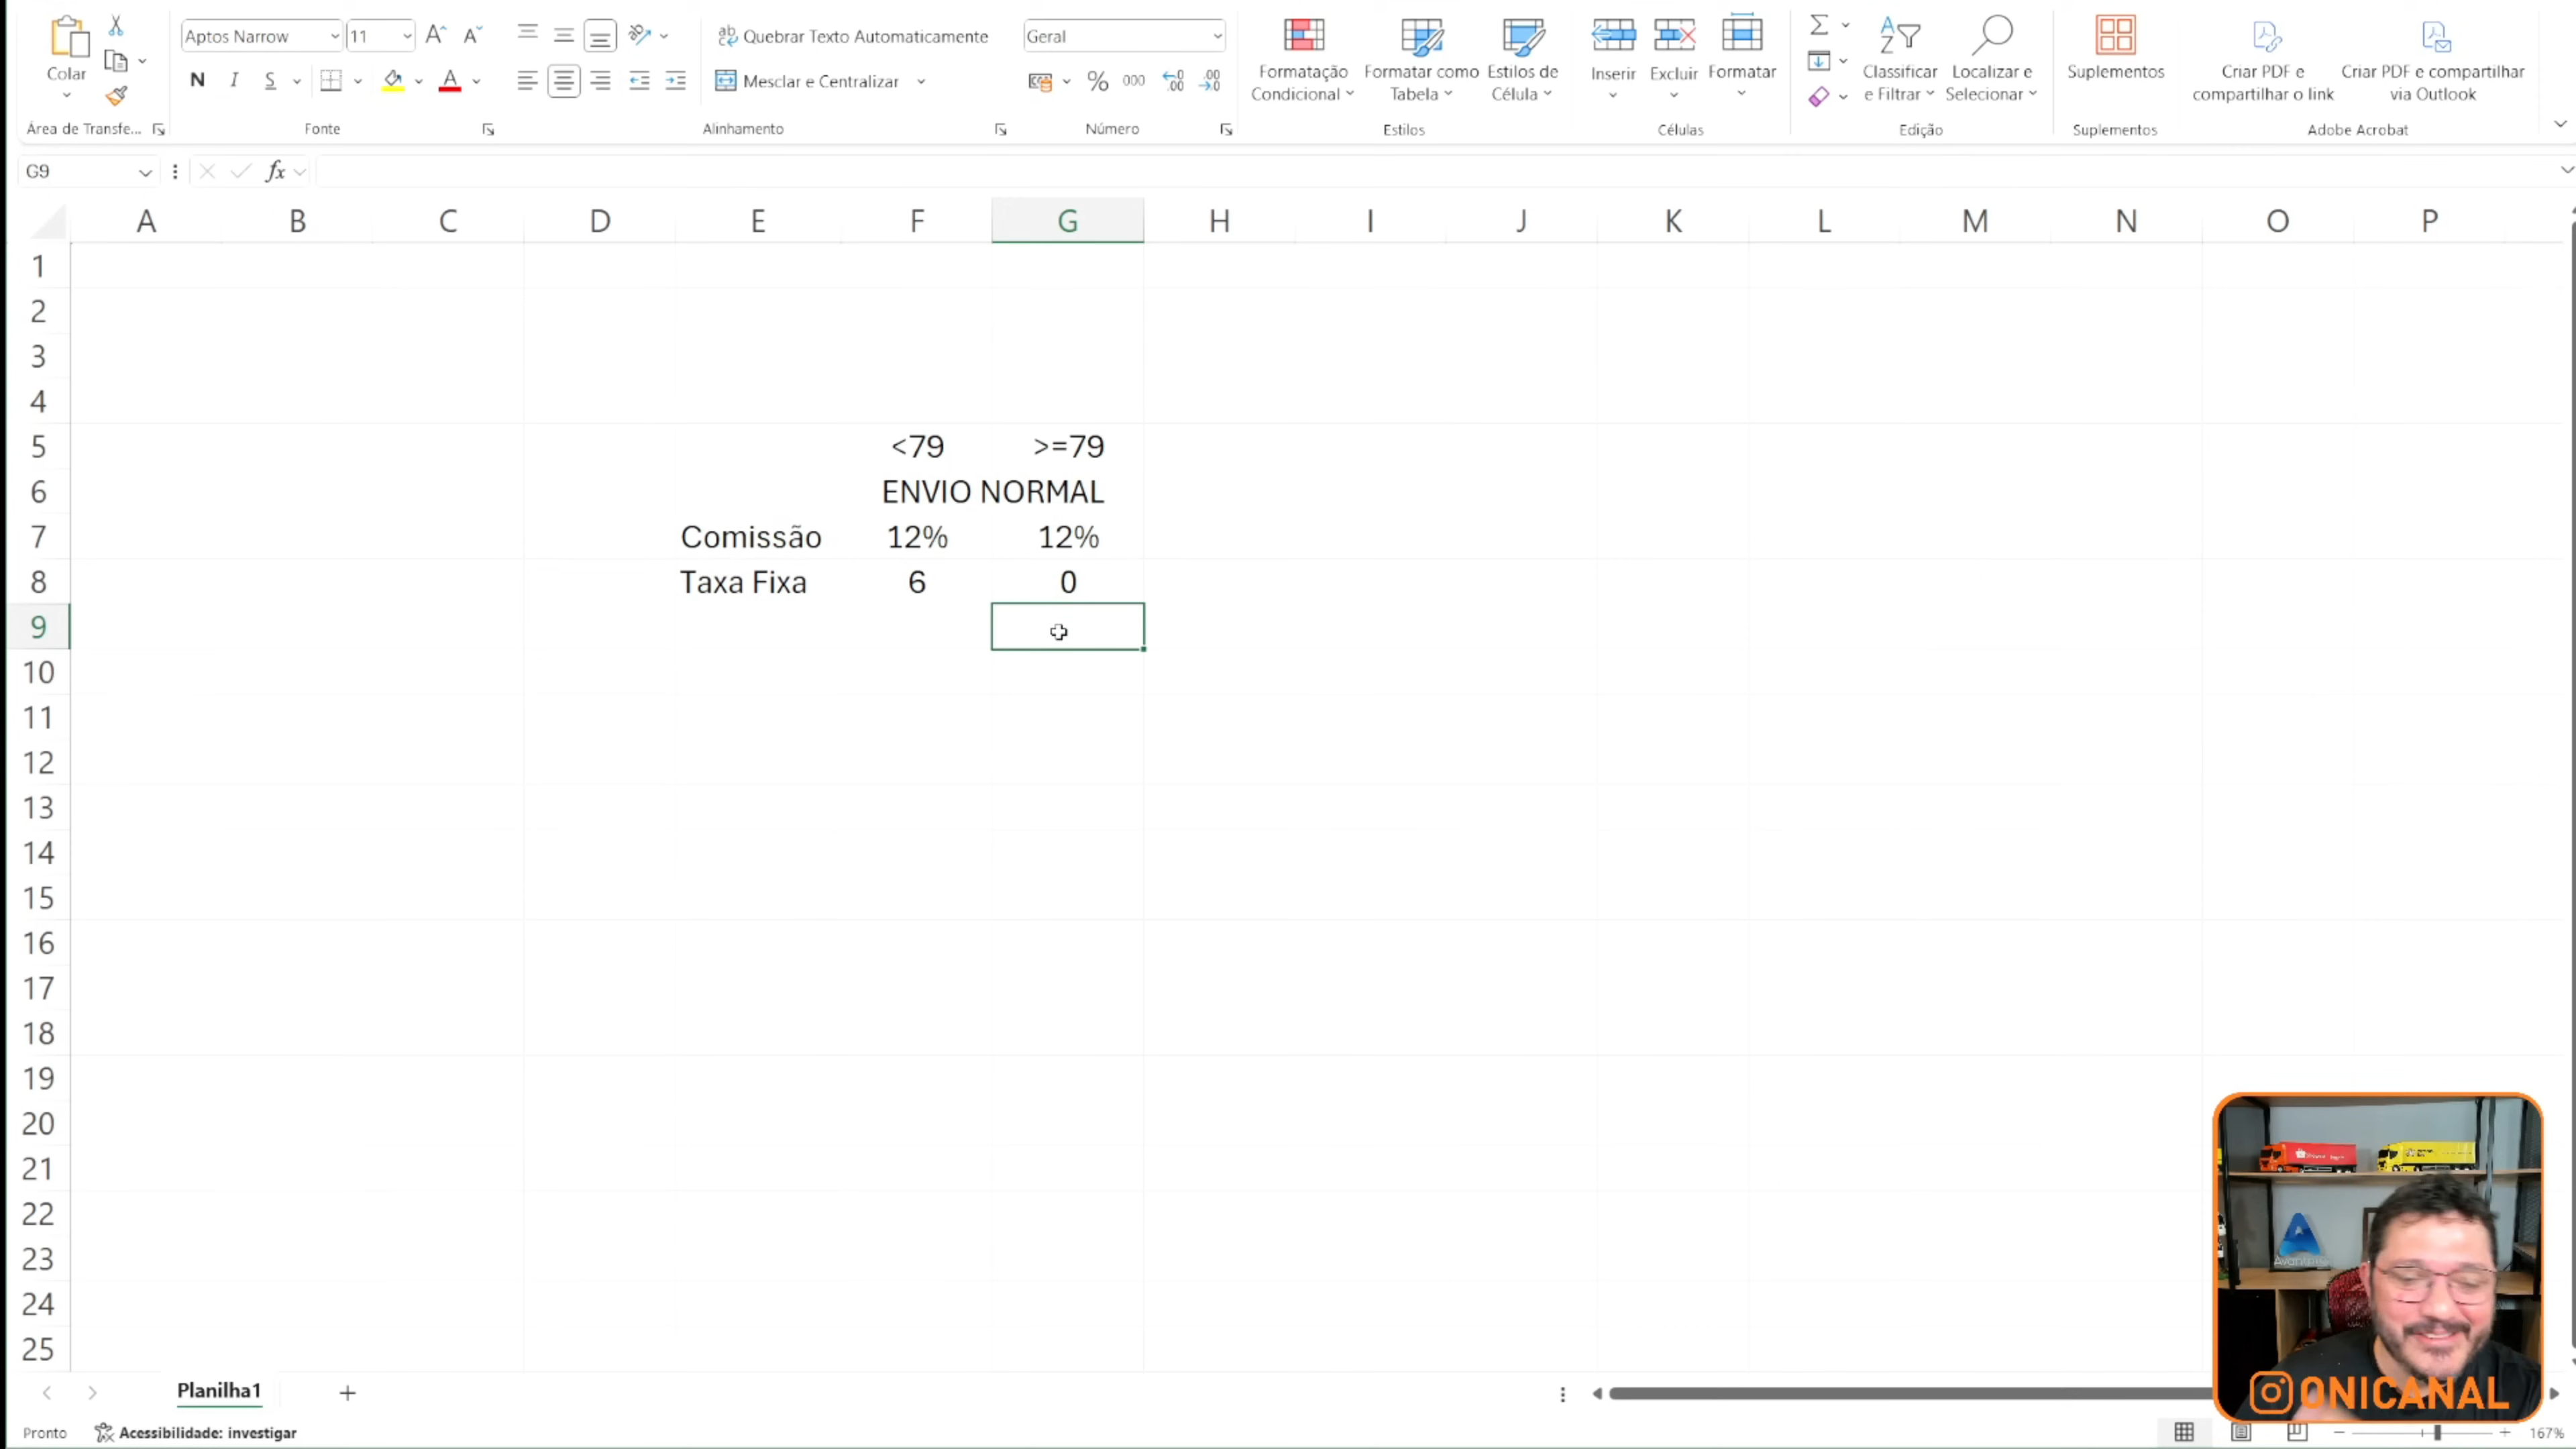 Colar
Área de Transfe...
Aptos Narrow
11
A^ A˅
N I S A
Fonte
ab Quebrar Texto Automaticamente
Mesclar e Centralizar
Alinhamento
Geral
% 000
Número
Formatação Condicional
Formatar como Tabela
Estilos de Célula
Estilos
Inserir
Excluir
Formatar
Células
Classificar e Filtrar
Localizar e Selecionar
Edição
Suplementos
Suplementos
Criar PDF e compartilhar o link
Criar PDF e compartilhar via Outlook
Adobe Acrobat
G9
fx
A B C D E F G H I J K L M N O P
1
2
3
4
5 <79 >=79
6 ENVIO NORMAL
7 Comissão 12% 12%
8 Taxa Fixa 6 0
9
10
11
12
13
14
15
16
17
18
19
20
21
22
23
24
25
ONICANAL
Planilha1
Pronto
Acessibilidade: investigar
167%